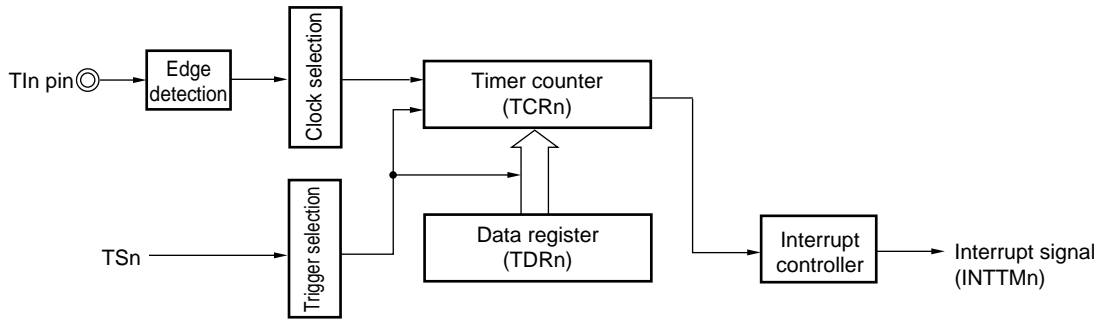 TIn pin
Edge
detection
Clock selection
Timer counter
(TCRn)
TSn
Trigger selection
Data register
(TDRn)
Interrupt
controller
Interrupt signal
(INTTMn)